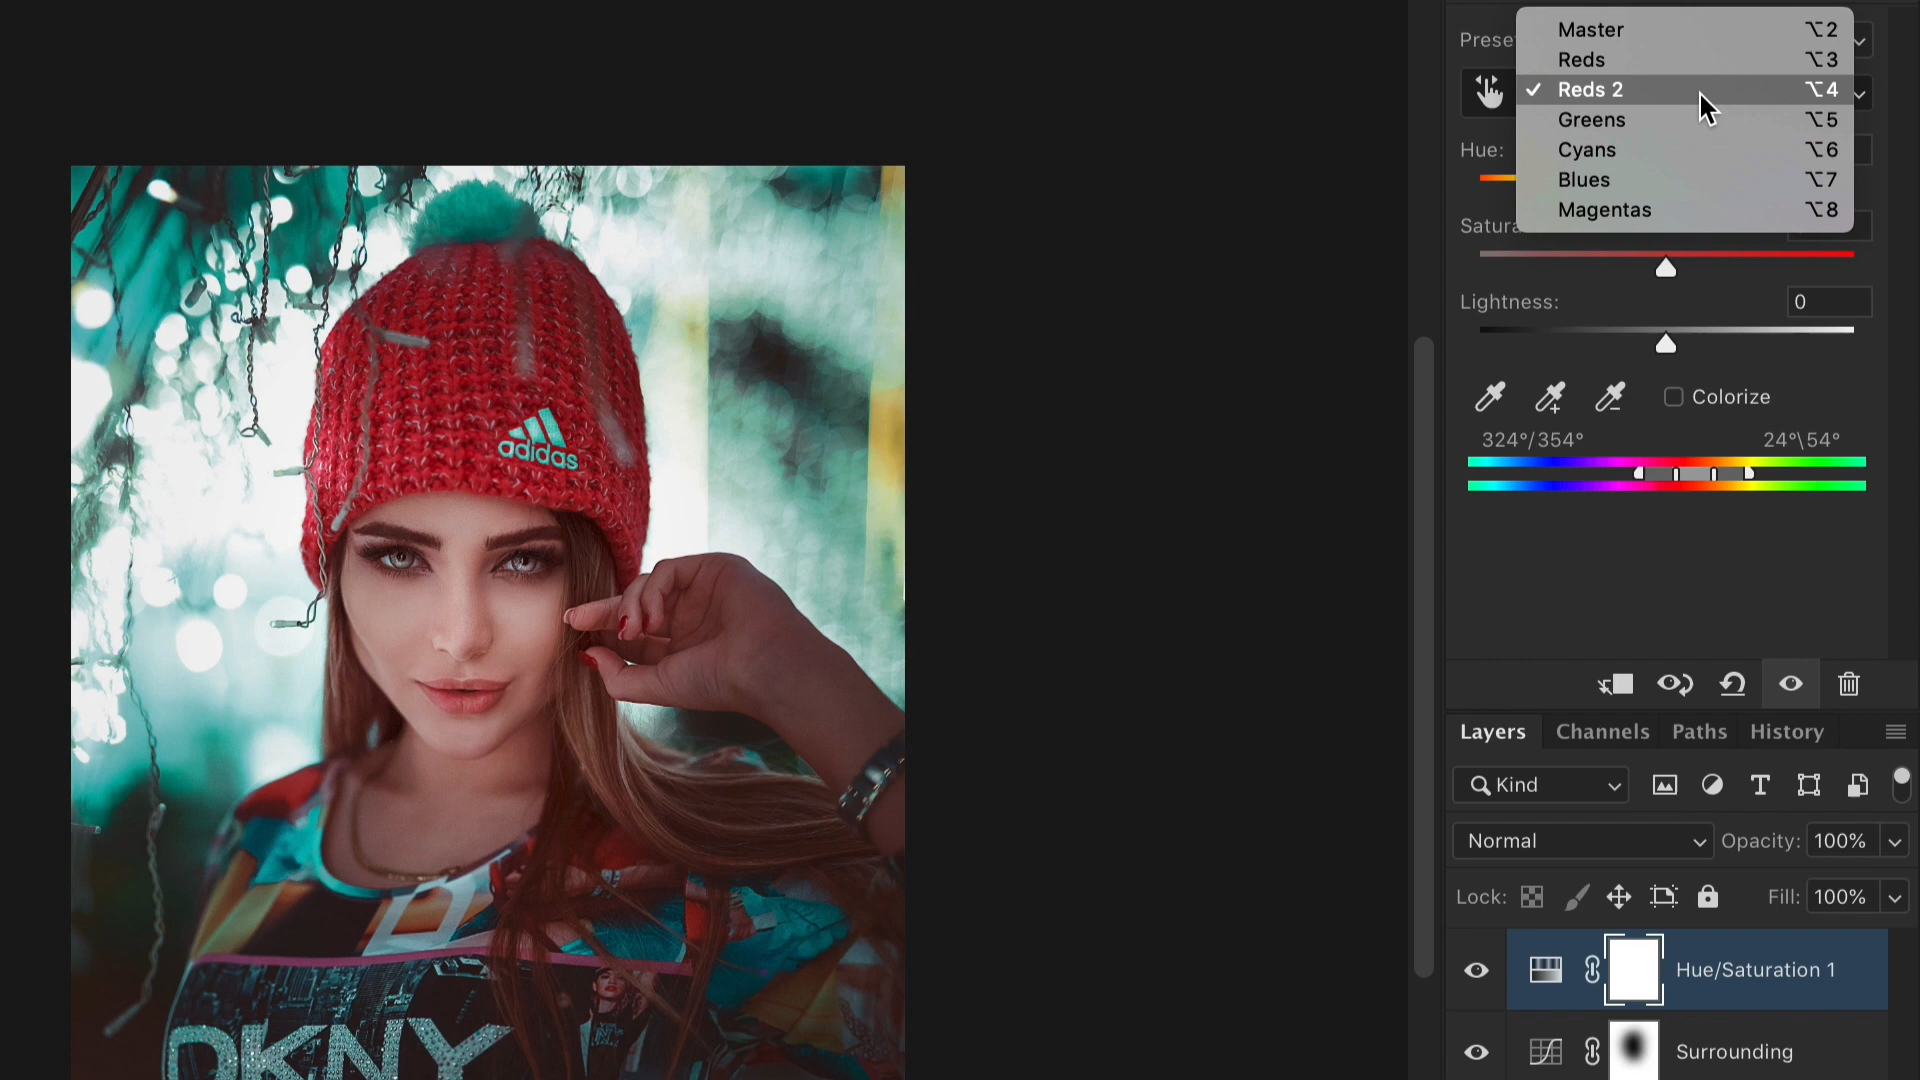 Master ⌥2
Prese
Reds ⌥3
Reds 2 ⌥4
Greens ⌥5
Hue:
Cyans ⌥6
Blues ⌥7
Magentas ⌥8
Satura
Lightness: 0
Colorize
324°/354° 24°\54°
Layers Channels Paths History
Kind
Normal Opacity: 100%
Lock: Fill: 100%
Hue/Saturation 1
Surrounding
adidas
DKNY